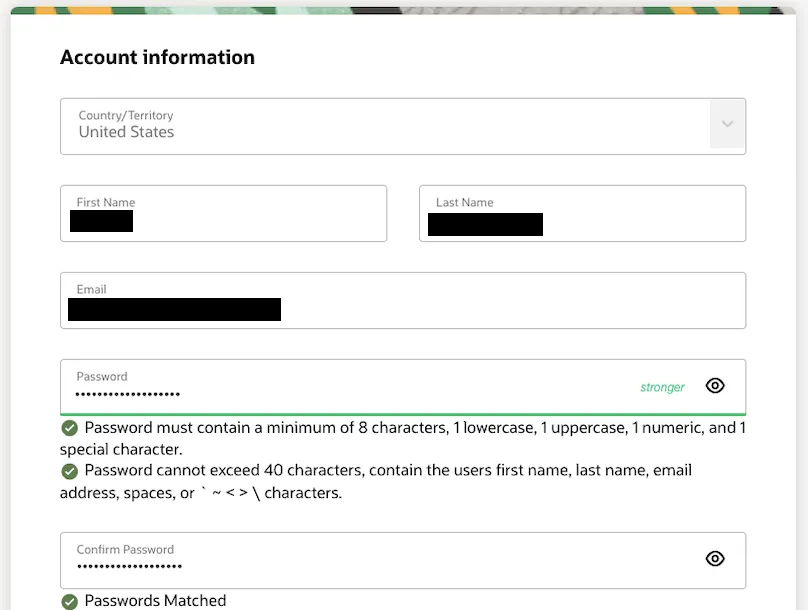 Account information
Country/Territory
United States
First Name
Last Name
Email
Password
••••••••••••••••••• stronger
Password must contain a minimum of 8 characters, 1 lowercase, 1 uppercase, 1 numeric, and 1
special character.
Password cannot exceed 40 characters, contain the users first name, last name, email
address, spaces, or ` ~ < > \ characters.
Confirm Password
•••••••••••••••••••
Passwords Matched